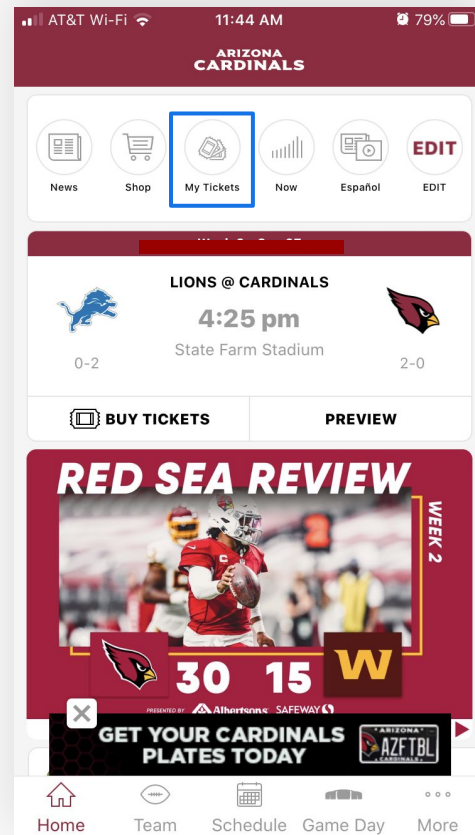 AT&T Wi-Fi 11:44 AM 79%
ARIZONA
CARDINALS
News Shop My Tickets Now Español EDIT EDIT
LIONS @ CARDINALS
4:25 pm
State Farm Stadium
0-2 2-0
BUY TICKETS PREVIEW
RED SEA REVIEW
WEEK 2
30 15 W
PRESENTED BY Albertsons SAFEWAY
GET YOUR CARDINALS
PLATES TODAY
ARIZONA
AZFTBL
CARDINALS
Home Team Schedule Game Day More